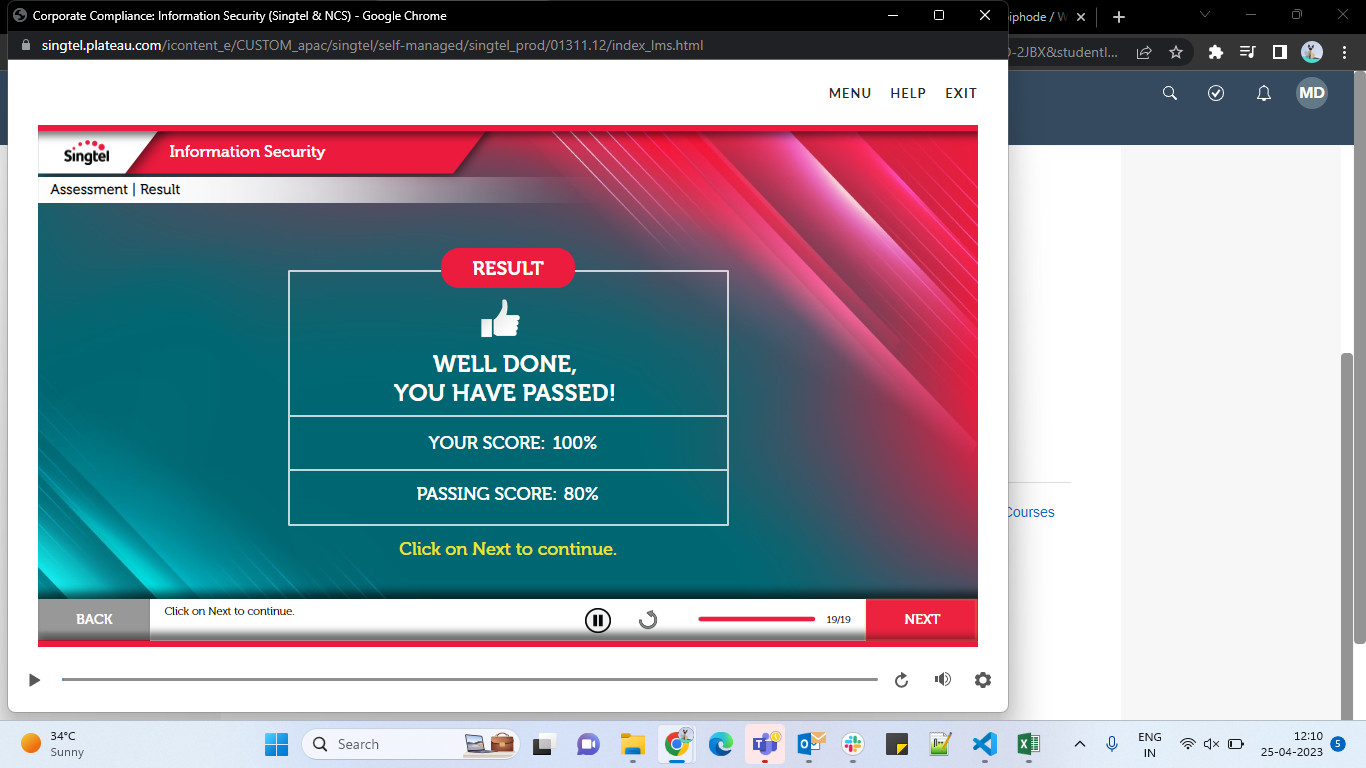 Corporate Compliance: Information Security (Singtel & NCS) - Google Chrome
singtel.plateau.com/icontent_e/CUSTOM_apac/singtel/self-managed/singtel_prod/01311.12/index_lms.html
-2JBX&studentI...
MENU HELP EXIT
MD
Singtel
Information Security
Assessment | Result
RESULT
WELL DONE,
YOU HAVE PASSED!
YOUR SCORE: 100%
PASSING SCORE: 80%
Courses
Click on Next to continue.
BACK
Click on Next to continue.
19/19
NEXT
34°C
Sunny
Search
ENG
IN
12:10
25-04-2023
5